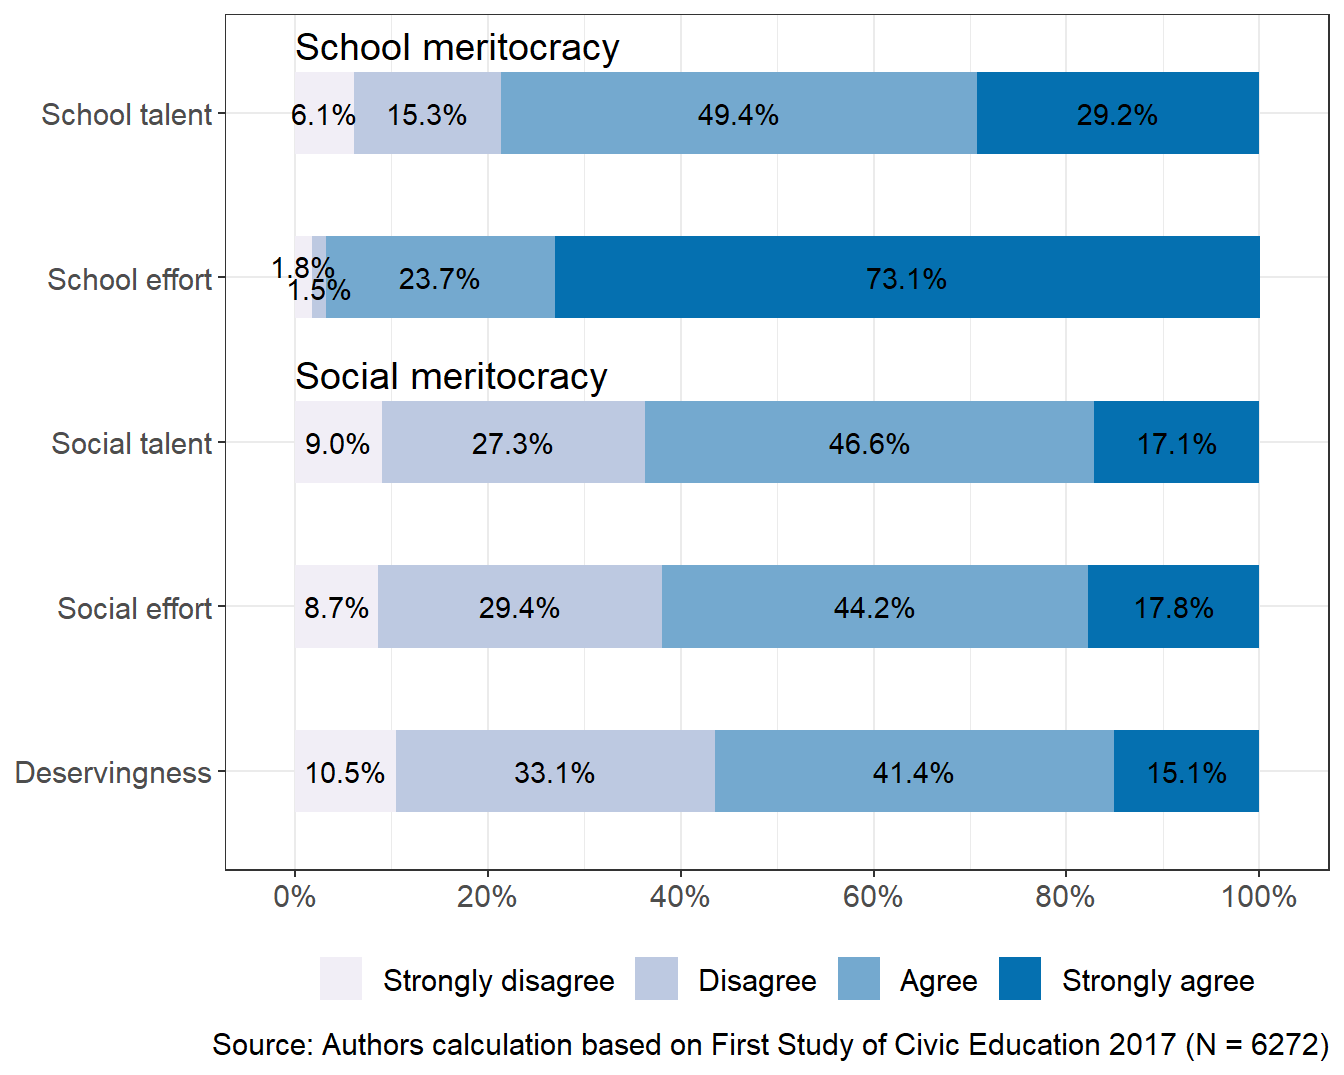 School meritocracy
School talent 6.1% 15.3% 49.4% 29.2%
School effort 1.8% 1.5% 23.7% 73.1%
Social meritocracy
Social talent 9.0% 27.3% 46.6% 17.1%
Social effort 8.7% 29.4% 44.2% 17.8%
Deservingness 10.5% 33.1% 41.4% 15.1%
0% 20% 40% 60% 80% 100%
Strongly disagree Disagree Agree Strongly agree
Source: Authors calculation based on First Study of Civic Education 2017 (N = 6272)